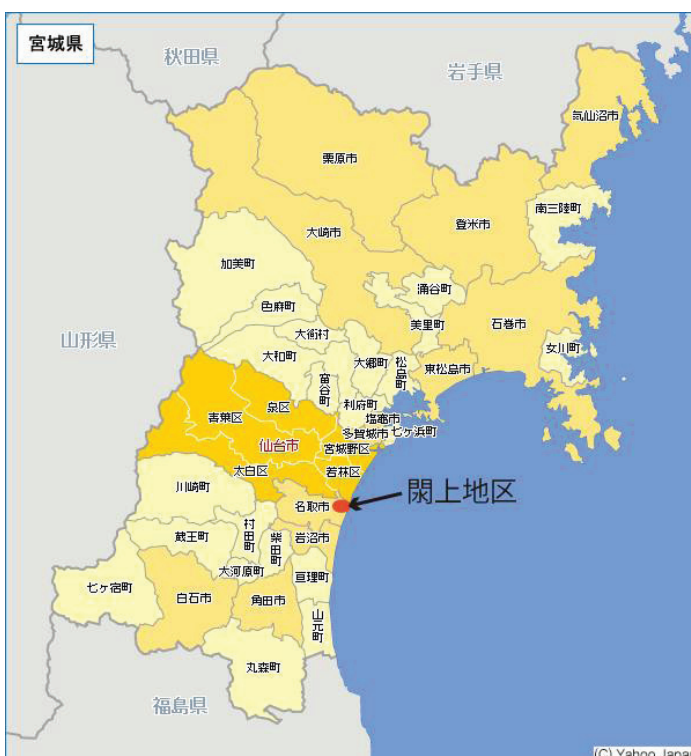 宮城県
秋田県
岩手県
気仙沼市
栗原市
南三陸町
登米市
大崎市
加美町
涌谷町
色麻町
美里町
石巻市
大衡村
山形県
大和町
大郷町
松島町
東松島市
女川町
富谷町
利府町
泉区
青葉区
塩竈市
多賀城市
七ヶ浜町
仙台市
宮城野区
太白区
若林区
川崎町
名取市
閖上地区
村田町
柴田町
岩沼市
蔵王町
大河原町
亘理町
七ヶ宿町
白石市
角田市
山元町
丸森町
福島県
(C) Yahoo Japan